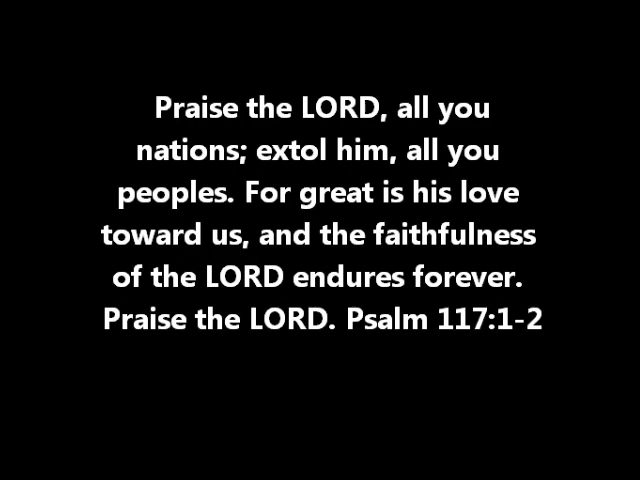 Praise the LORD, all you
nations; extol him, all you
peoples. For great is his love
toward us, and the faithfulness
of the LORD endures forever.
Praise the LORD. Psalm 117:1-2